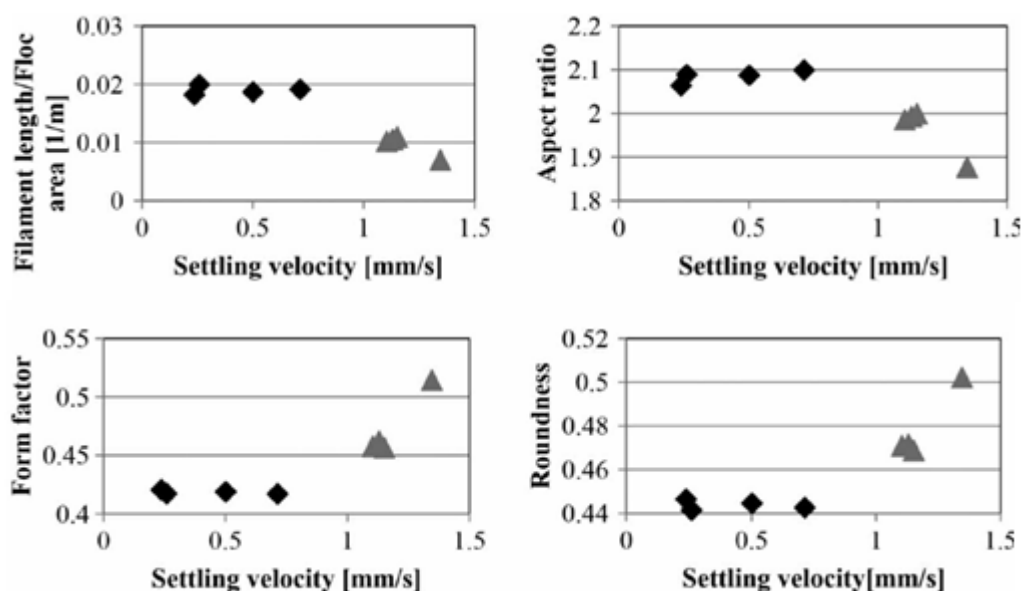 Filament length/Floc
area [1/m]
0.03
0.02
0.01
0
0 0.5 1 1.5
Settling velocity [mm/s]
Aspect ratio
2.2
2.1
2
1.9
1.8
0 0.5 1 1.5
Settling velocity [mm/s]
Form factor
0.55
0.5
0.45
0.4
0 0.5 1 1.5
Settling velocity [mm/s]
Roundness
0.52
0.5
0.48
0.46
0.44
0 0.5 1 1.5
Settling velocity[mm/s]